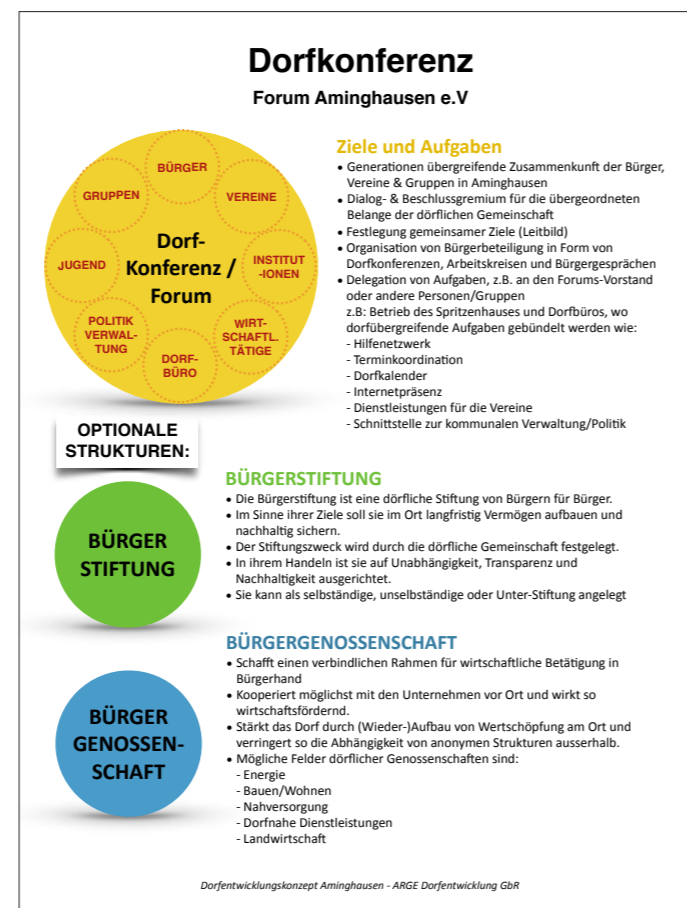 Dorfkonferenz
Forum Aminghausen e.V
BÜRGER
GRUPPEN
VEREINE
JUGEND
Dorf-
Konferenz /
Forum
INSTITUT
-IONEN
POLITIK
VERWAL-
TUNG
WIRT-
SCHAFTL.
TÄTIGE
DORF-
BÜRO
Ziele und Aufgaben
• Generationen übergreifende Zusammenkunft der Bürger,
Vereine & Gruppen in Aminghausen
• Dialog- & Beschlussgremium für die übergeordneten
Belange der dörflichen Gemeinschaft
• Festlegung gemeinsamer Ziele (Leitbild)
• Organisation von Bürgerbeteiligung in Form von
Dorfkonferenzen, Arbeitskreisen und Bürgergesprächen
• Delegation von Aufgaben, z.B. an den Forums-Vorstand
oder andere Personen/Gruppen
z.B: Betrieb des Spritzenhauses und Dorfbüros, wo
dorfübergreifende Aufgaben gebündelt werden wie:
- Hilfenetzwerk
- Terminkoordination
- Dorfkalender
- Internetpräsenz
- Dienstleistungen für die Vereine
- Schnittstelle zur kommunalen Verwaltung/Politik
OPTIONALE
STRUKTUREN:
BÜRGER
STIFTUNG
BÜRGERSTIFTUNG
• Die Bürgerstiftung ist eine dörfliche Stiftung von Bürgern für Bürger.
• Im Sinne ihrer Ziele soll sie im Ort langfristig Vermögen aufbauen und
nachhaltig sichern.
• Der Stiftungszweck wird durch die dörfliche Gemeinschaft festgelegt.
• In ihrem Handeln ist sie auf Unabhängigkeit, Transparenz und
Nachhaltigkeit ausgerichtet.
• Sie kann als selbständige, unselbständige oder Unter-Stiftung angelegt
BÜRGER
GENOSSEN-
SCHAFT
BÜRGERGENOSSENSCHAFT
• Schafft einen verbindlichen Rahmen für wirtschaftliche Betätigung in
Bürgerhand
• Kooperiert möglichst mit den Unternehmen vor Ort und wirkt so
wirtschaftsfördernd.
• Stärkt das Dorf durch (Wieder-)Aufbau von Wertschöpfung am Ort und
verringert so die Abhängigkeit von anonymen Strukturen ausserhalb.
• Mögliche Felder dörflicher Genossenschaften sind:
- Energie
- Bauen/Wohnen
- Nahversorgung
- Dorfnahe Dienstleistungen
- Landwirtschaft
Dorfentwicklungskonzept Aminghausen - ARGE Dorfentwicklung GbR